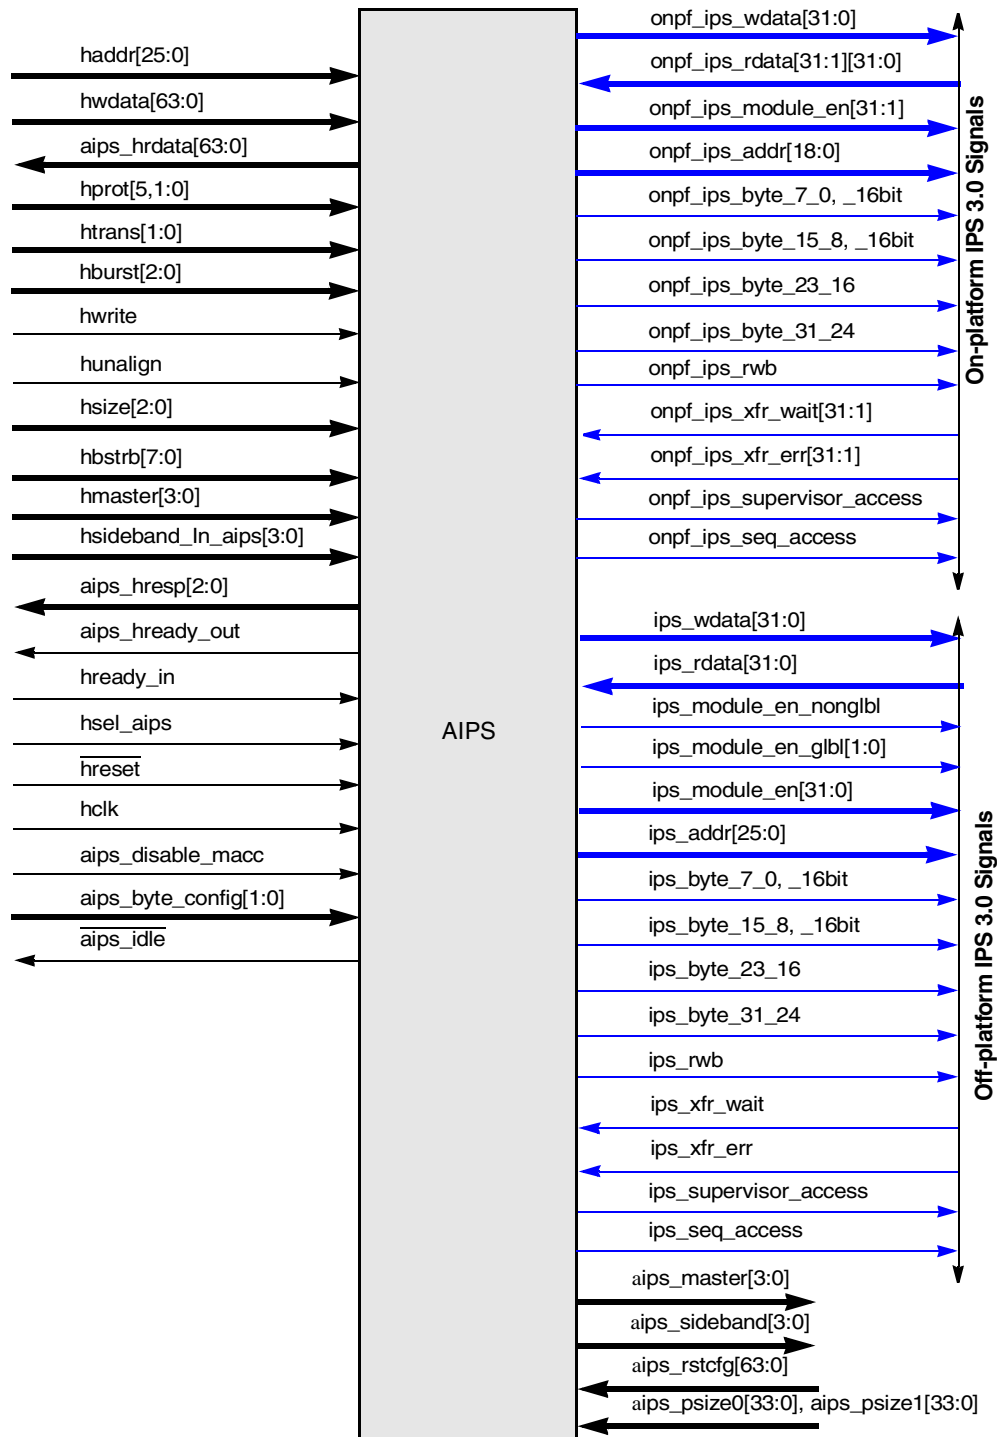 haddr[25:0]
hwdata[63:0]
aips_hrdata[63:0]
hprot[5,1:0]
htrans[1:0]
hburst[2:0]
hwrite
hunalign
hsize[2:0]
hbstrb[7:0]
hmaster[3:0]
hsideband_In_aips[3:0]
aips_hresp[2:0]
aips_hready_out
hready_in
hsel_aips
hreset
hclk
aips_disable_macc
aips_byte_config[1:0]
aips_idle
AIPS
onpf_ips_wdata[31:0]
onpf_ips_rdata[31:1][31:0]
onpf_ips_module_en[31:1]
onpf_ips_addr[18:0]
onpf_ips_byte_7_0, _16bit
onpf_ips_byte_15_8, _16bit
onpf_ips_byte_23_16
onpf_ips_byte_31_24
onpf_ips_rwb
onpf_ips_xfr_wait[31:1]
onpf_ips_xfr_err[31:1]
onpf_ips_supervisor_access
onpf_ips_seq_access
On-platform IPS 3.0 Signals
ips_wdata[31:0]
ips_rdata[31:0]
ips_module_en_nonglbl
ips_module_en_glbl[1:0]
ips_module_en[31:0]
ips_addr[25:0]
ips_byte_7_0, _16bit
ips_byte_15_8, _16bit
ips_byte_23_16
ips_byte_31_24
ips_rwb
ips_xfr_wait
ips_xfr_err
ips_supervisor_access
ips_seq_access
Off-platform IPS 3.0 Signals
aips_master[3:0]
aips_sideband[3:0]
aips_rstcfg[63:0]
aips_psize0[33:0], aips_psize1[33:0]